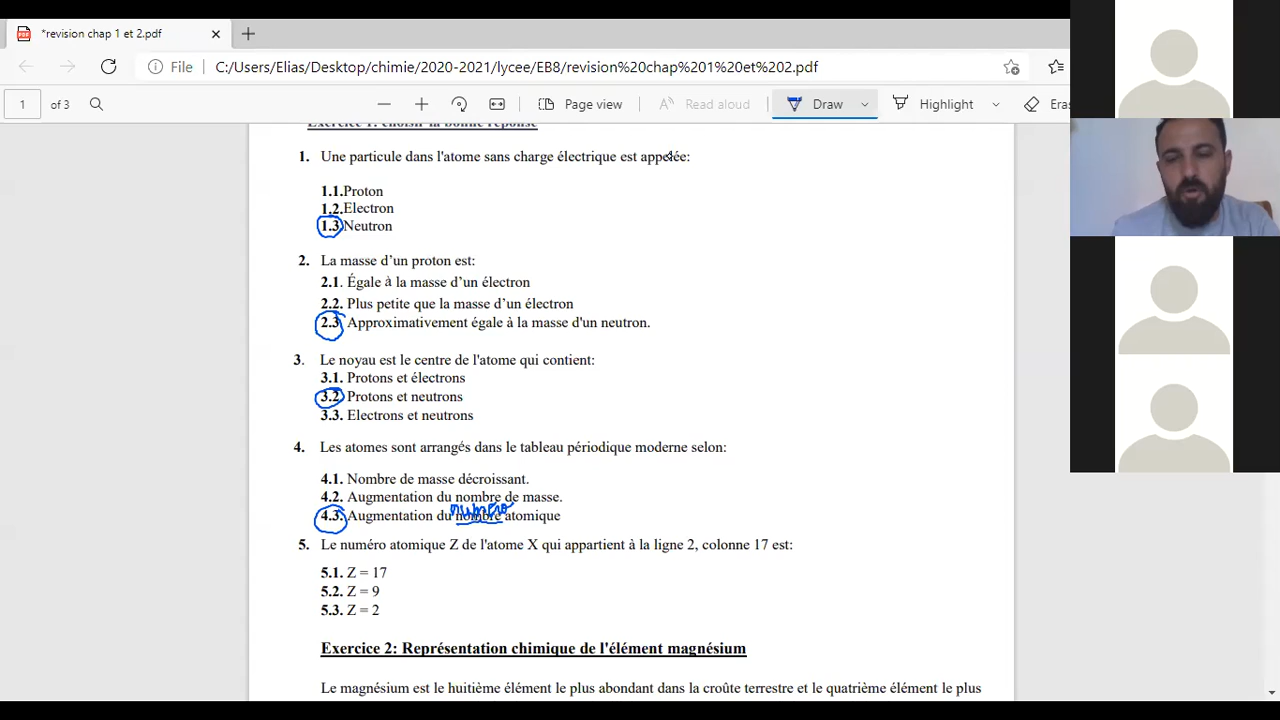 *revision chap 1 et 2.pdf
File C:/Users/Elias/Desktop/chimie/2020-2021/lycee/EB8/revision%20chap%201%20et%202.pdf
1 of 3 Page view Read aloud Draw Highlight Eras
Exercice 1: choisir la bonne réponse
1. Une particule dans l'atome sans charge électrique est appelée:
1.1. Proton
1.2. Electron
1.3 Neutron
2. La masse d’un proton est:
2.1. Égale à la masse d’un électron
2.2. Plus petite que la masse d’un électron
2.3 Approximativement égale à la masse d'un neutron.
3. Le noyau est le centre de l'atome qui contient:
3.1. Protons et électrons
3.2 Protons et neutrons
3.3. Electrons et neutrons
4. Les atomes sont arrangés dans le tableau périodique moderne selon:
4.1. Nombre de masse décroissant.
4.2. Augmentation du nombre de masse.
numéro
4.3. Augmentation du nombre atomique
5. Le numéro atomique Z de l'atome X qui appartient à la ligne 2, colonne 17 est:
5.1. Z = 17
5.2. Z = 9
5.3. Z = 2
Exercice 2: Représentation chimique de l'élément magnésium
Le magnésium est le huitième élément le plus abondant dans la croûte terrestre et le quatrième élément le plus